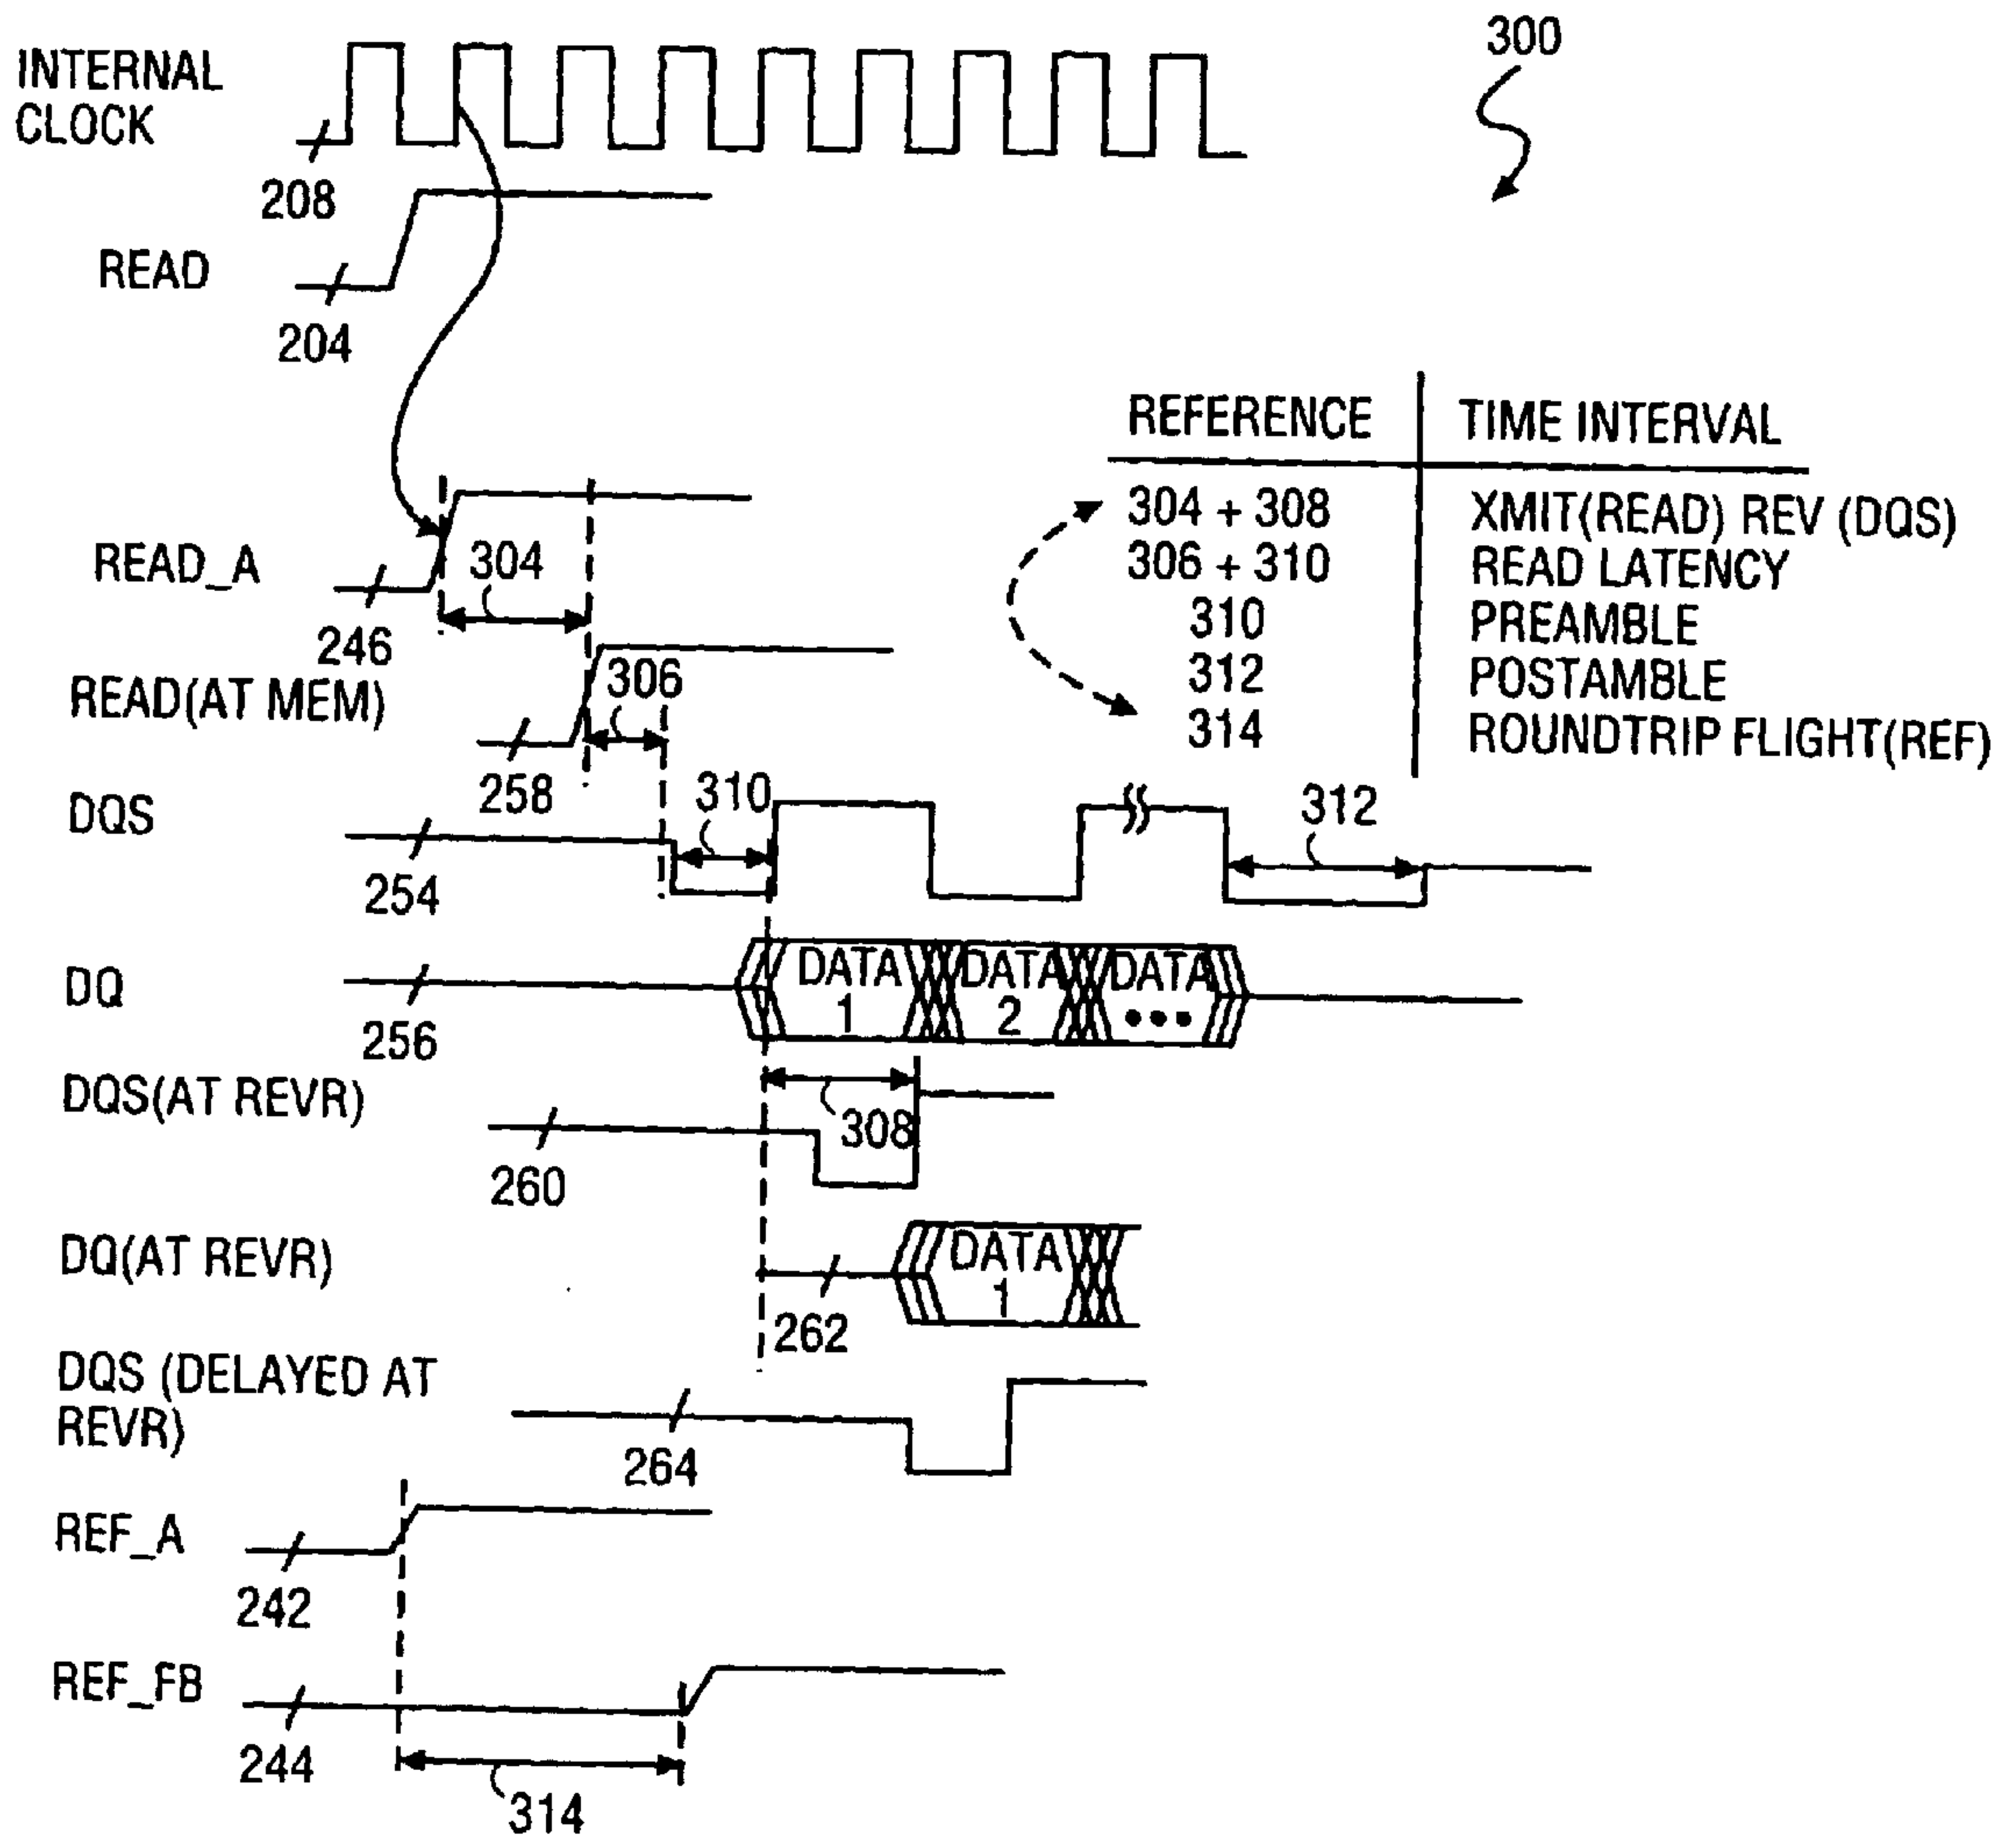 300
INTERNAL
CLOCK
208
READ
204
REFERENCE TIME INTERVAL
304 + 308 XMIT(READ) REV (DQS)
306 + 310 READ LATENCY
310 PREAMBLE
312 POSTAMBLE
314 ROUNDTRIP FLIGHT(REF)
READ_A
304
246
READ(AT MEM)
306
258
DQS
310
312
254
DQ
DATA
1
DATA
2
DATA
•••
256
DQS(AT REVR)
308
260
DQ(AT REVR)
DATA
1
262
DQS (DELAYED AT
REVR)
264
REF_A
242
REF_FB
244
314